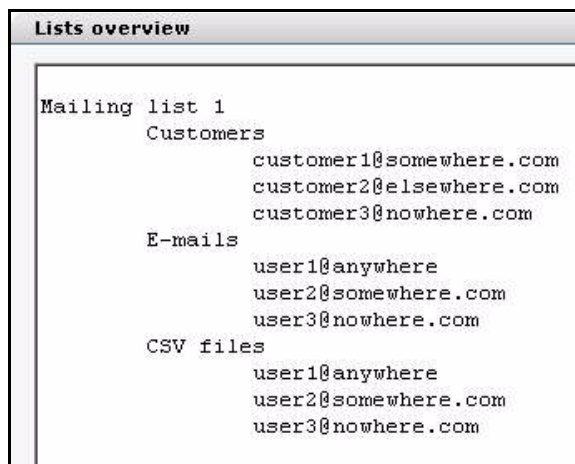 Lists overview
Mailing list 1
Customers
customer1@somewhere.com
customer2@elsewhere.com
customer3@nowhere.com
E-mails
user1@anywhere
user2@somewhere.com
user3@nowhere.com
CSV files
user1@anywhere
user2@somewhere.com
user3@nowhere.com